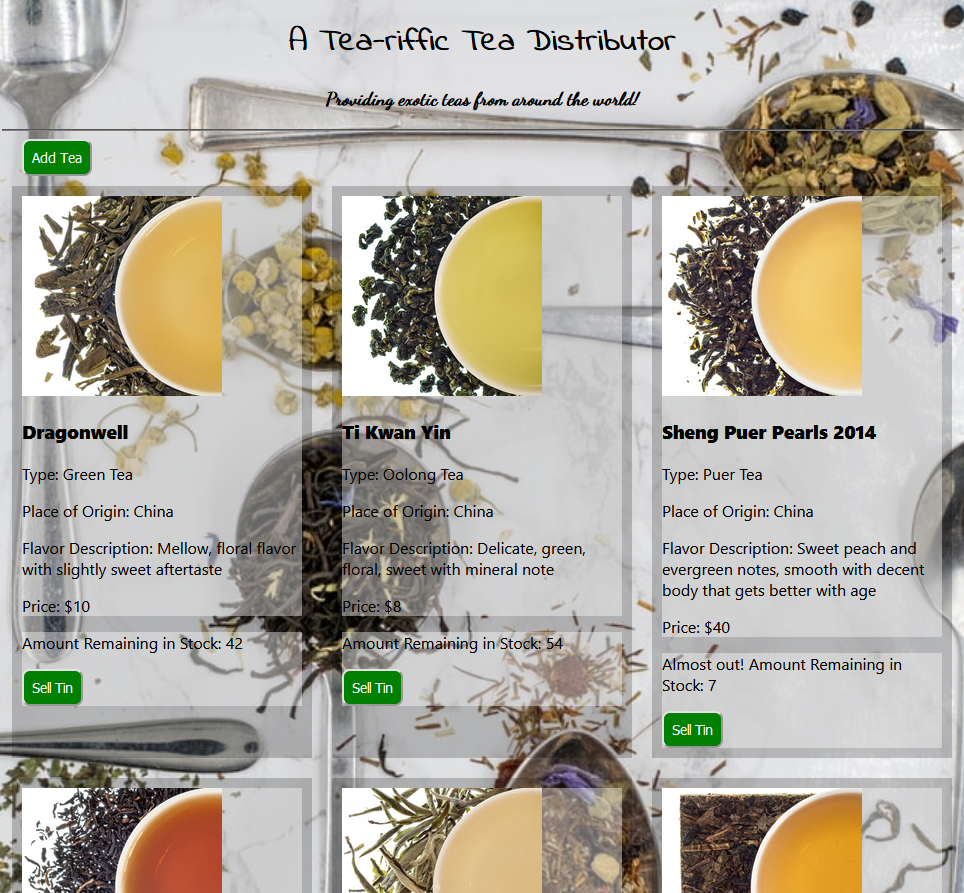 A Tea-riffic Tea Distributor
Providing exotic teas from around the world!
Add Tea
Dragonwell
Type: Green Tea
Place of Origin: China
Flavor Description: Mellow, floral flavor
with slightly sweet aftertaste
Price: $10
Amount Remaining in Stock: 42
Sell Tin
Ti Kwan Yin
Type: Oolong Tea
Place of Origin: China
Flavor Description: Delicate, green,
floral, sweet with mineral note
Price: $8
Amount Remaining in Stock: 54
Sell Tin
Sheng Puer Pearls 2014
Type: Puer Tea
Place of Origin: China
Flavor Description: Sweet peach and
evergreen notes, smooth with decent
body that gets better with age
Price: $40
Almost out! Amount Remaining in
Stock: 7
Sell Tin